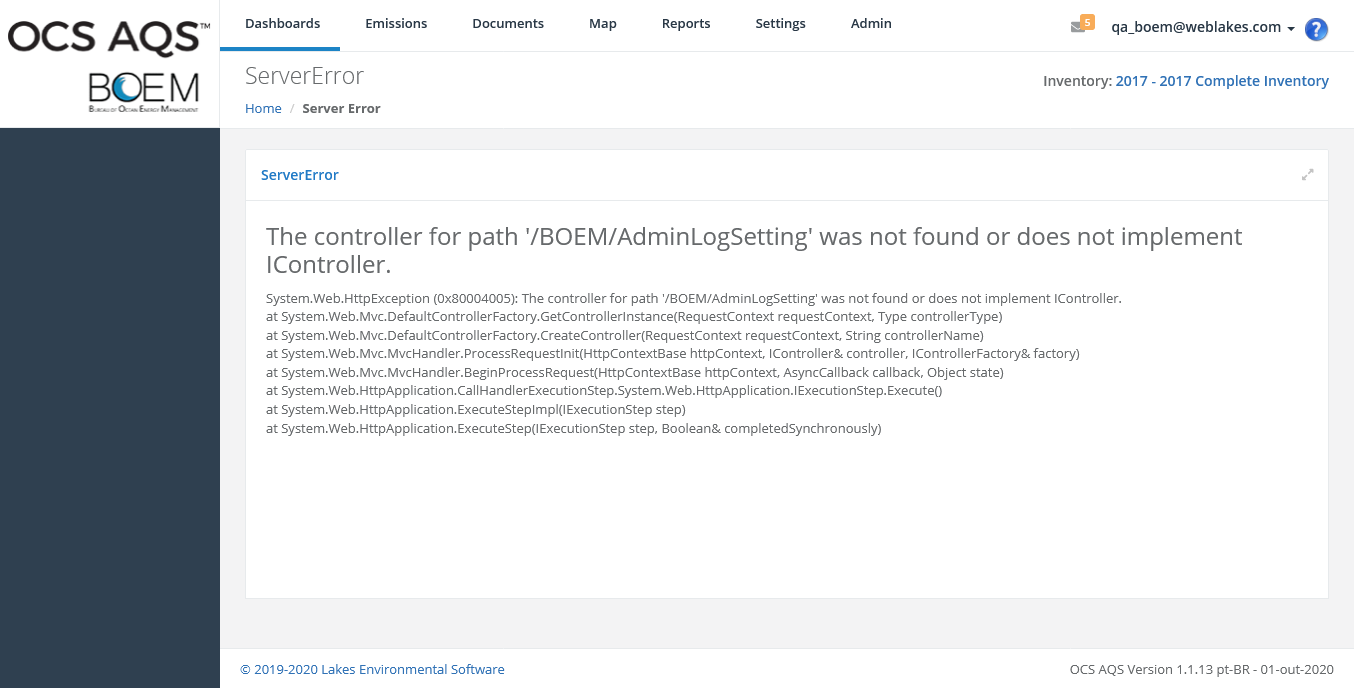 OCS AQS™
BOEM
Bureau of Ocean Energy Management
Dashboards Emissions Documents Map Reports Settings Admin 5 qa_boem@weblakes.com ?
ServerError
Inventory: 2017 - 2017 Complete Inventory
Home / Server Error
ServerError
The controller for path '/BOEM/AdminLogSetting' was not found or does not implement
IController.
System.Web.HttpException (0x80004005): The controller for path '/BOEM/AdminLogSetting' was not found or does not implement IController.
at System.Web.Mvc.DefaultControllerFactory.GetControllerInstance(RequestContext requestContext, Type controllerType)
at System.Web.Mvc.DefaultControllerFactory.CreateController(RequestContext requestContext, String controllerName)
at System.Web.Mvc.MvcHandler.ProcessRequestInit(HttpContextBase httpContext, IController& controller, IControllerFactory& factory)
at System.Web.Mvc.MvcHandler.BeginProcessRequest(HttpContextBase httpContext, AsyncCallback callback, Object state)
at System.Web.HttpApplication.CallHandlerExecutionStep.System.Web.HttpApplication.IExecutionStep.Execute()
at System.Web.HttpApplication.ExecuteStepImpl(IExecutionStep step)
at System.Web.HttpApplication.ExecuteStep(IExecutionStep step, Boolean& completedSynchronously)
© 2019-2020 Lakes Environmental Software
OCS AQS Version 1.1.13 pt-BR - 01-out-2020